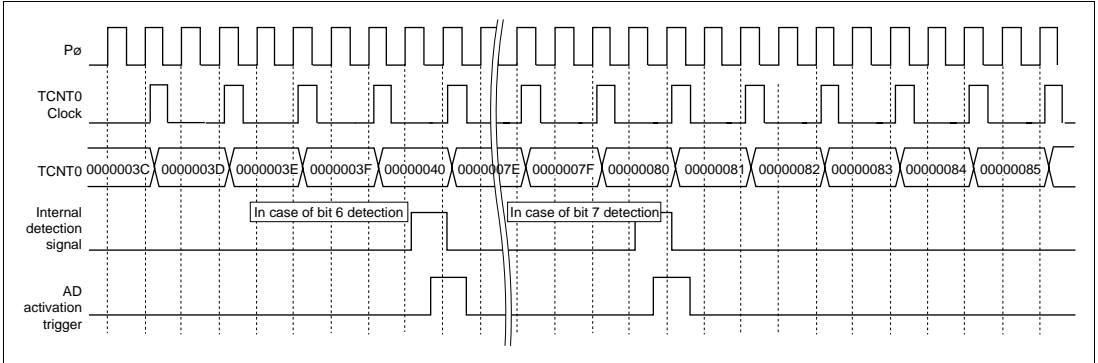 Pø
TCNT0
Clock
TCNT0 0000003C 0000003D 0000003E 0000003F 00000040 0000007E 0000007F 00000080 00000081 00000082 00000083 00000084 00000085
Internal
detection
signal
In case of bit 6 detection In case of bit 7 detection
AD
activation
trigger